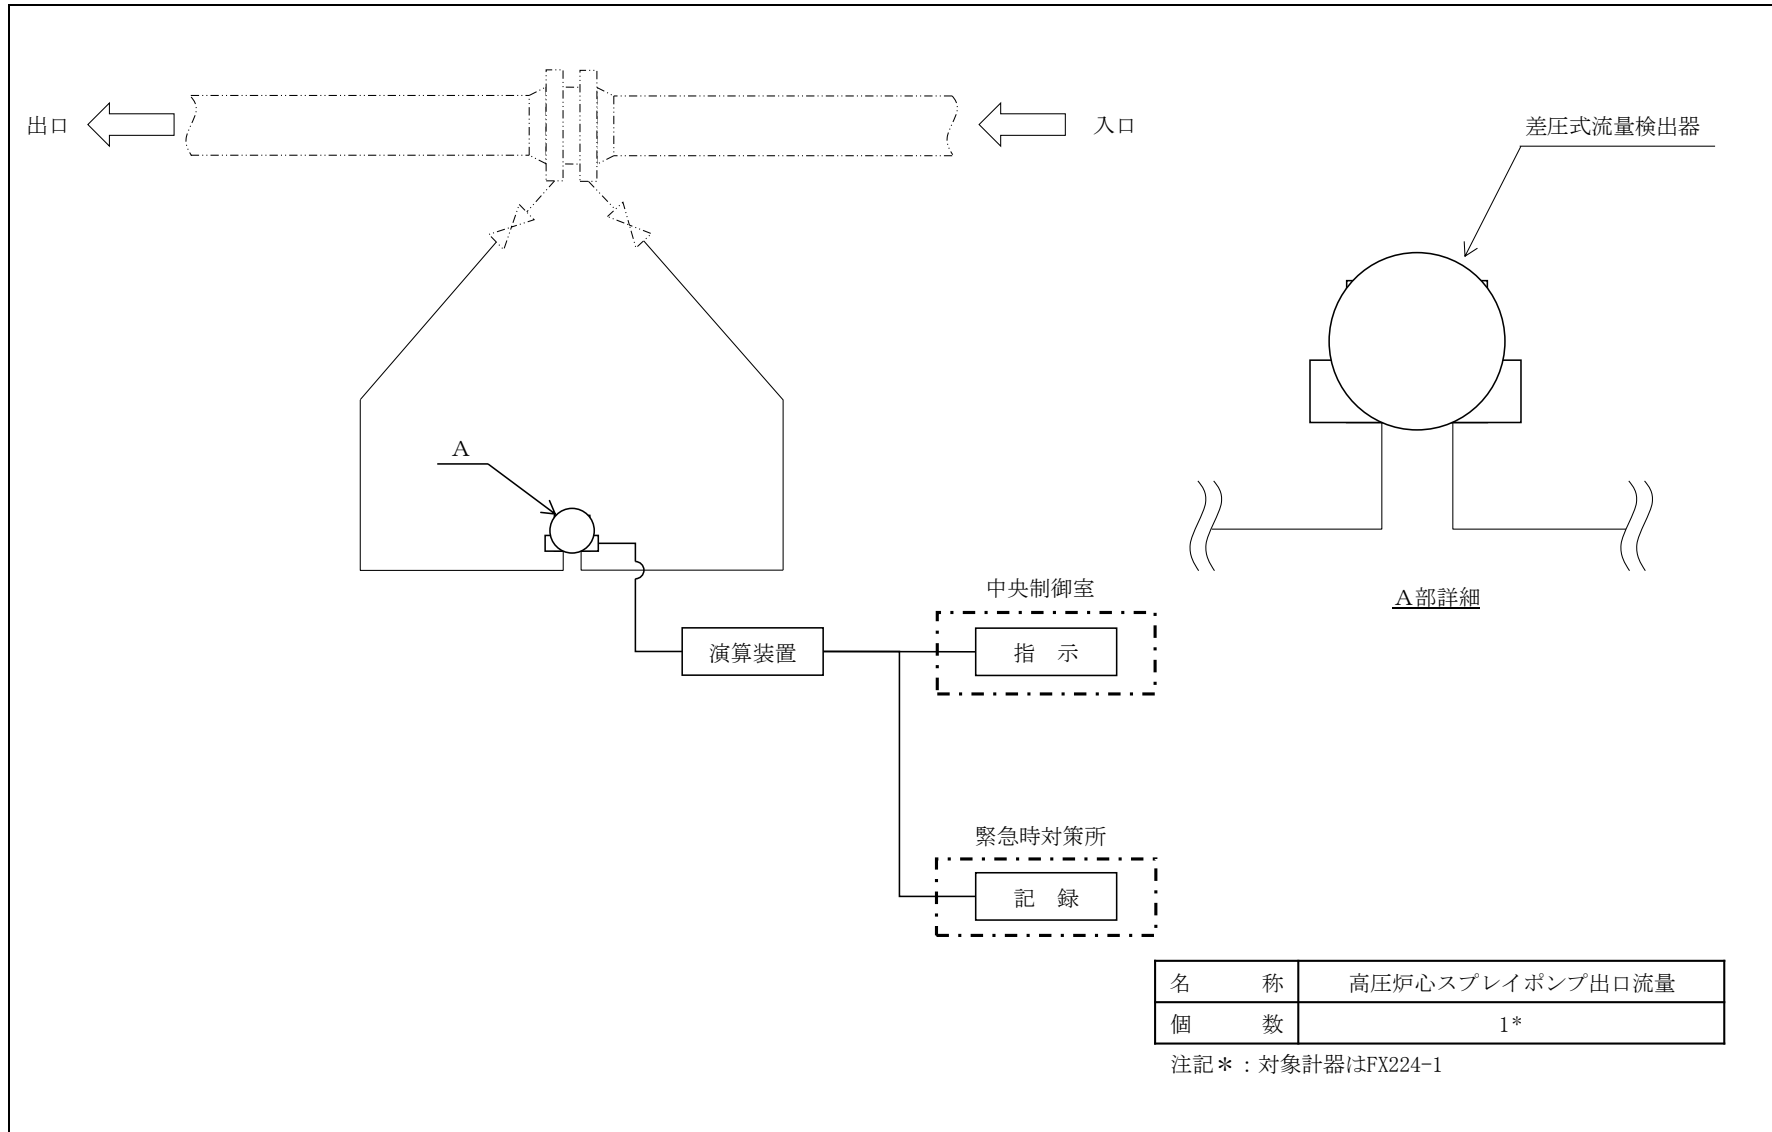 出口
入口
差圧式流量検出器
A
中央制御室
A部詳細
演算装置
指 示
緊急時対策所
記 録
名 称 高圧炉心スプレイポンプ出口流量
個 数 1*
注記*:対象計器はFX224-1